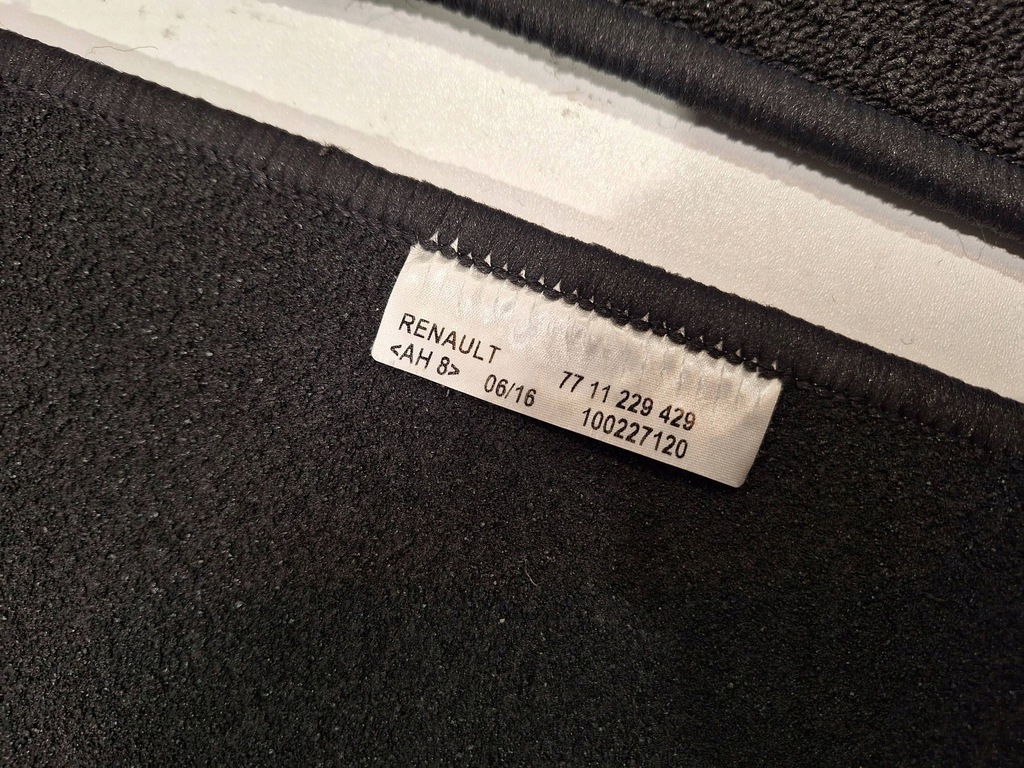 RENAULT 77 11 229 429
<AH 8> 06/16 100227120